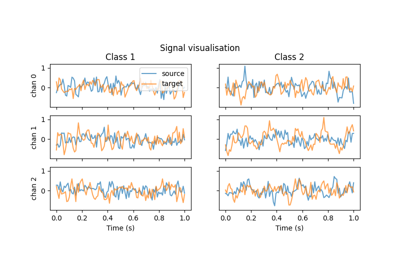 Signal visualisation
Class 1
Class 2
chan 0
1
0
source
target
chan 1
1
0
chan 2
1
0
0.0 0.2 0.4 0.6 0.8 1.0
0.0 0.2 0.4 0.6 0.8 1.0
Time (s)
Time (s)